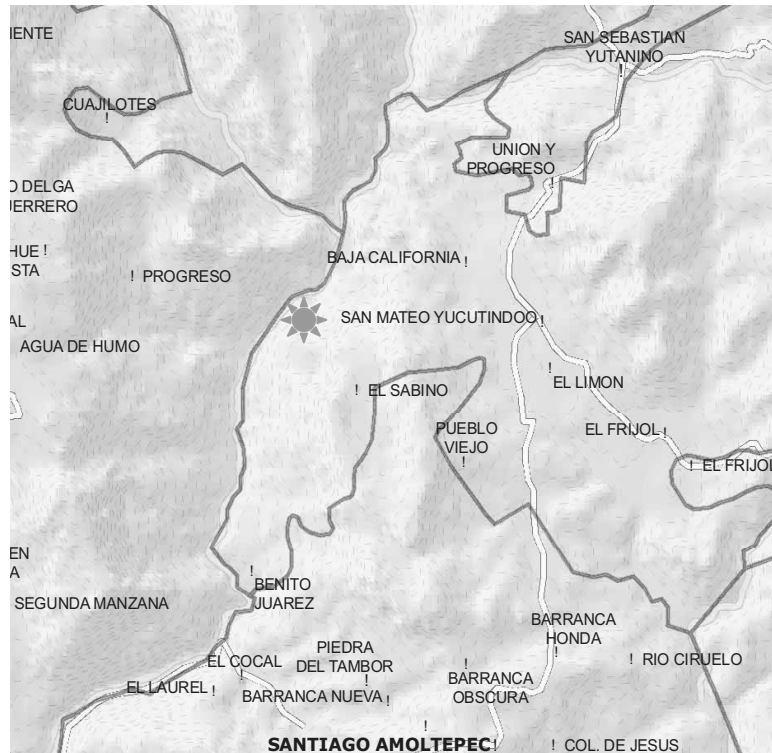 IENTE
SAN SEBASTIAN
YUTANINO
CUAJILOTES
UNION Y
PROGRESO
O DELGA
UERRERO
BAJA CALIFORNIA
HUE
STA
PROGRESO
SAN MATEO YUCUTINDOO
AL
AGUA DE HUMO
EL LIMON
EL SABINO
PUEBLO
VIEJO
EL FRIJOL
EL FRIJOL
EN
A
BENITO
JUAREZ
SEGUNDA MANZANA
BARRANCA
HONDA
PIEDRA
DEL TAMBOR
EL COCAL
RIO CIRUELO
BARRANCA
OBSCURA
EL LAUREL
BARRANCA NUEVA
SANTIAGO AMOLTEPEC
COL. DE JESUS